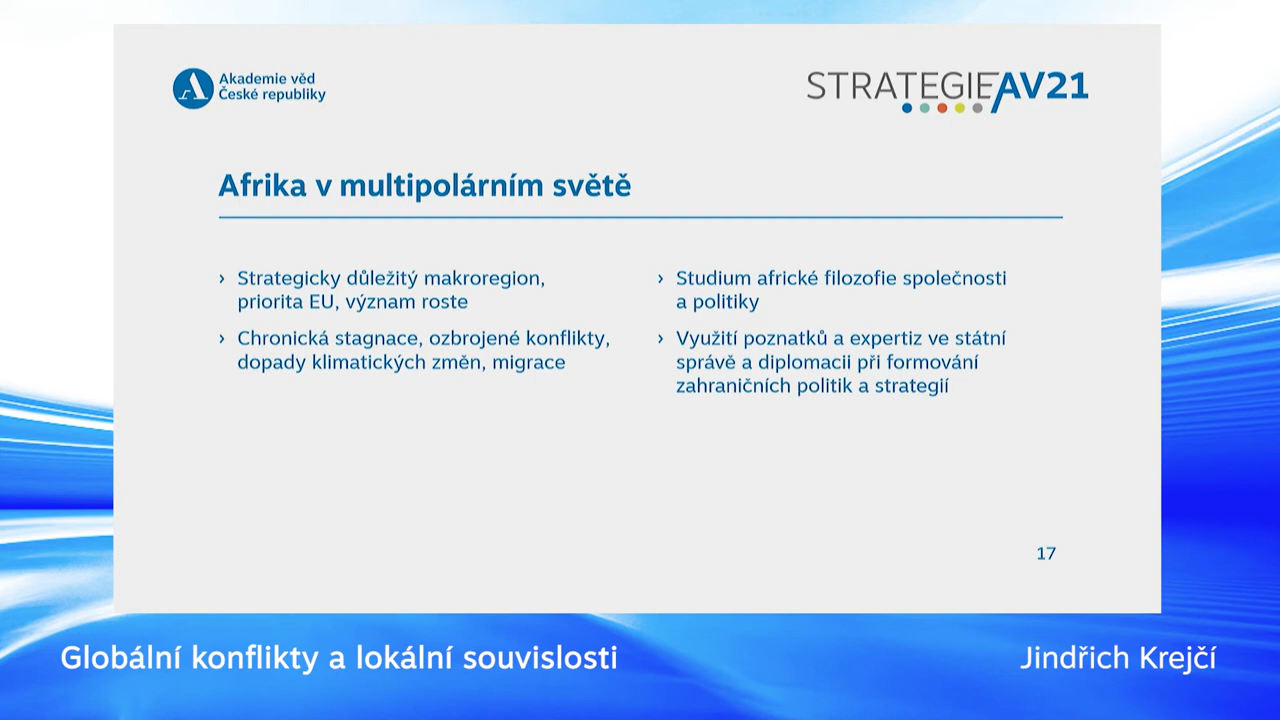 Akademie věd
České republiky
STRATEGIE AV21
Afrika v multipolárním světě
› Strategicky důležitý makroregion,
priorita EU, význam roste
› Chronická stagnace, ozbrojené konflikty,
dopady klimatických změn, migrace
› Studium africké filozofie společnosti
a politiky
› Využití poznatků a expertiz ve státní
správě a diplomacii při formování
zahraničních politik a strategií
17
Globální konflikty a lokální souvislosti
Jindřich Krejčí